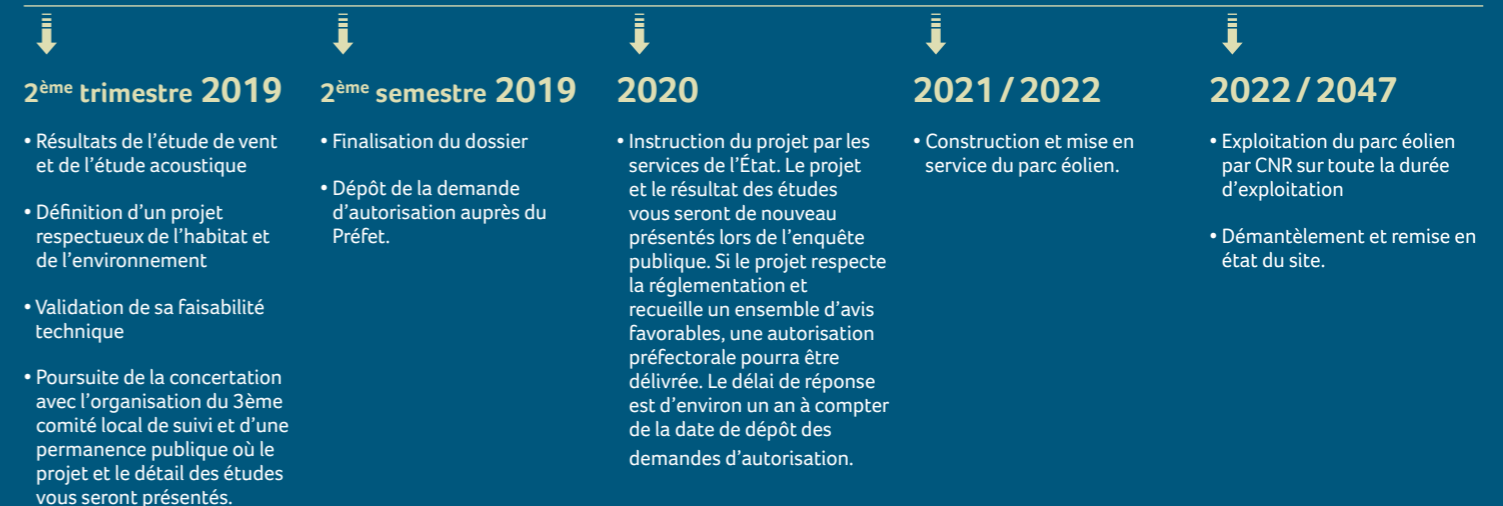 2ème trimestre 2019
• Résultats de l'étude de vent
et de l'étude acoustique
• Définition d'un projet
respectueux de l'habitat et
de l'environnement
• Validation de sa faisabilité
technique
• Poursuite de la concertation
avec l'organisation du 3ème
comité local de suivi et d'une
permanence publique où le
projet et le détail des études
vous seront présentés.
2ème semestre 2019
• Finalisation du dossier
• Dépôt de la demande
d'autorisation auprès du
Préfet.
2020
• Instruction du projet par les
services de l'État. Le projet
et le résultat des études
vous seront de nouveau
présentés lors de l'enquête
publique. Si le projet respecte
la réglementation et
recueille un ensemble d'avis
favorables, une autorisation
préfectorale pourra être
délivrée. Le délai de réponse
est d'environ un an à compter
de la date de dépôt des
demandes d'autorisation.
2021 / 2022
• Construction et mise en
service du parc éolien.
2022 / 2047
• Exploitation du parc éolien
par CNR sur toute la durée
d'exploitation
• Démantèlement et remise en
état du site.